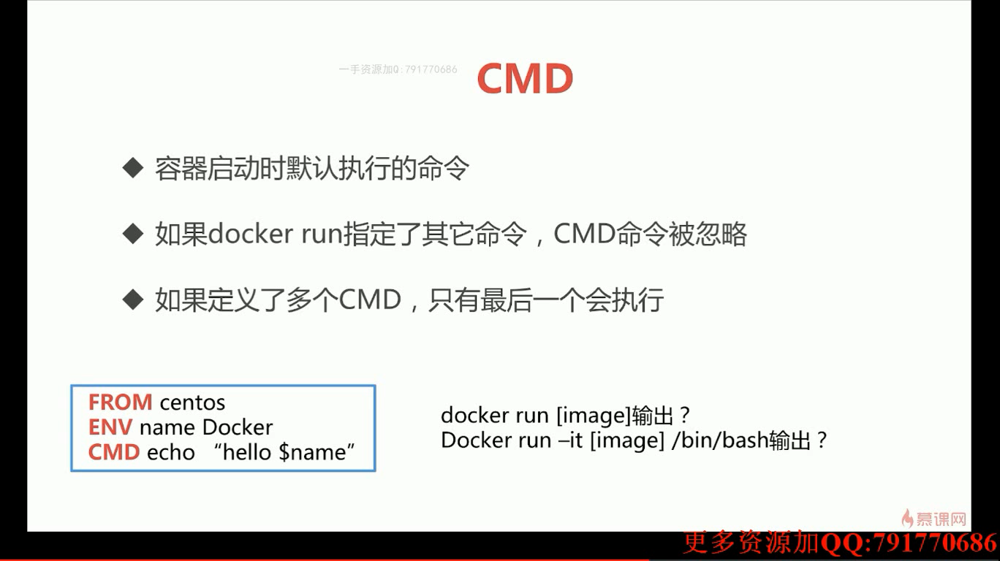 一手资源加Q:791770686
CMD
容器启动时默认执行的命令
如果docker run指定了其它命令，CMD命令被忽略
如果定义了多个CMD，只有最后一个会执行
FROM centos
ENV name Docker
CMD echo “hello $name”
docker run [image]输出？
Docker run –it [image] /bin/bash输出？
慕课网
更多资源加QQ:791770686